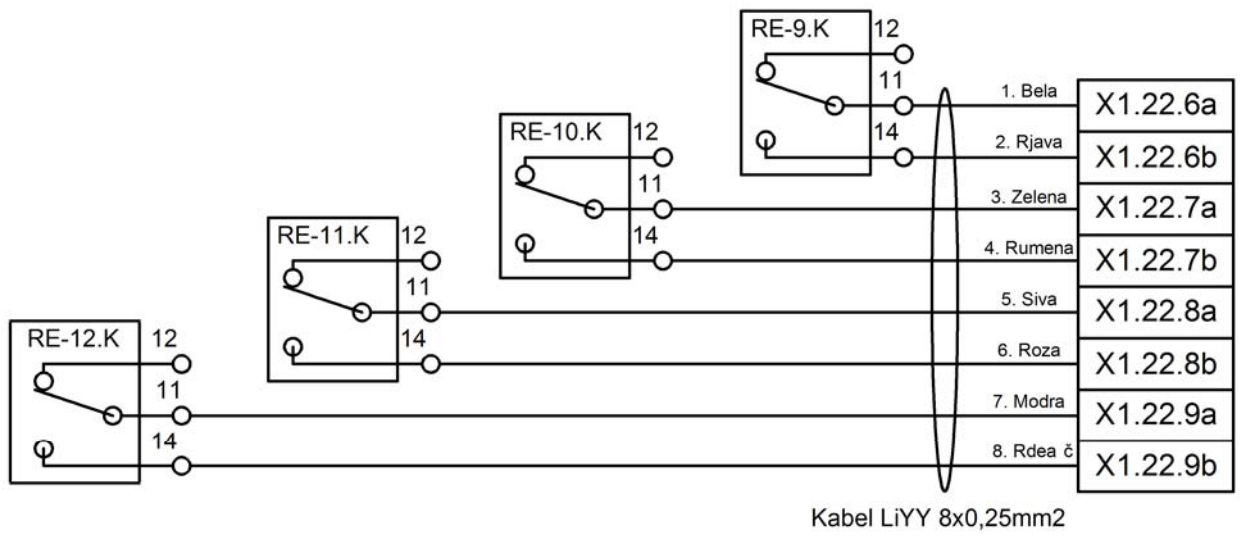 RE-9.K 12
11
1. Bela X1.22.6a
14
2. Rjava X1.22.6b
RE-10.K 12
11
3. Zelena X1.22.7a
14
4. Rumena X1.22.7b
RE-11.K 12
11
5. Siva X1.22.8a
14
6. Roza X1.22.8b
RE-12.K 12
11
7. Modra X1.22.9a
14
8. Rdea č X1.22.9b
Kabel LiYY 8x0,25mm2